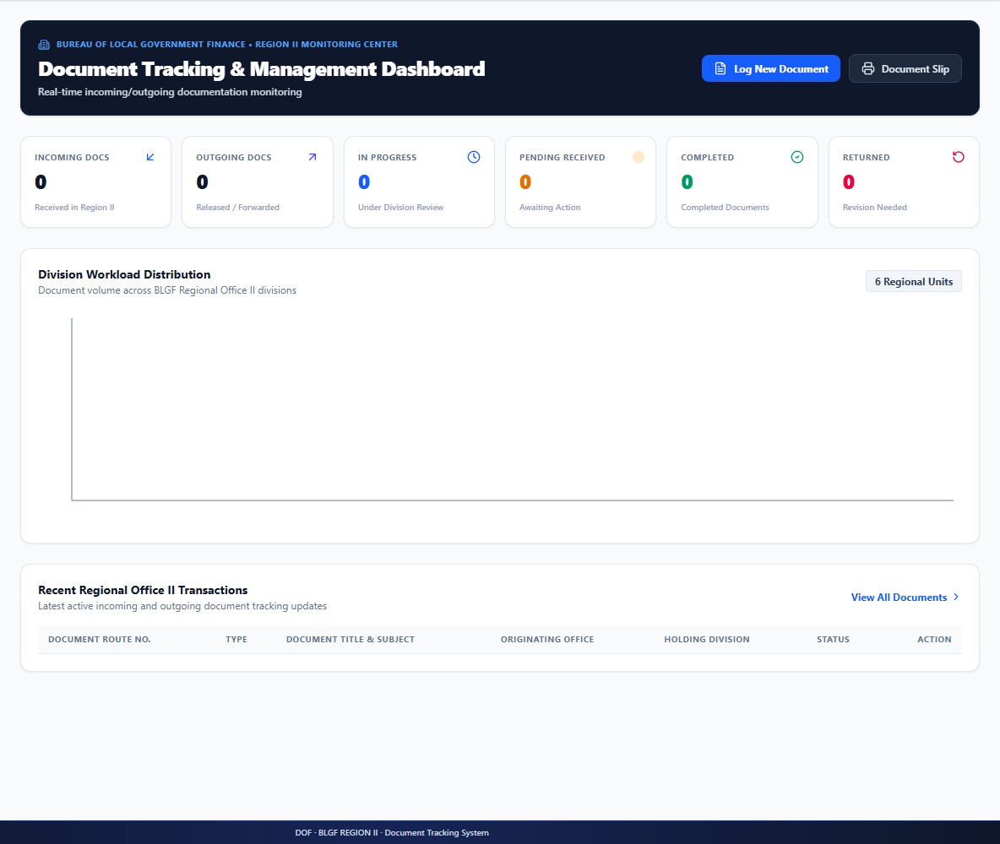 BUREAU OF LOCAL GOVERNMENT FINANCE • REGION II MONITORING CENTER
Document Tracking & Management Dashboard
Real-time incoming/outgoing documentation monitoring
Log New Document
Document Slip
INCOMING DOCS
0
Received in Region II
OUTGOING DOCS
0
Released / Forwarded
IN PROGRESS
0
Under Division Review
PENDING RECEIVED
0
Awaiting Action
COMPLETED
0
Completed Documents
RETURNED
0
Revision Needed
Division Workload Distribution
Document volume across BLGF Regional Office II divisions
6 Regional Units
Recent Regional Office II Transactions
Latest active incoming and outgoing document tracking updates
View All Documents
DOCUMENT ROUTE NO. TYPE DOCUMENT TITLE & SUBJECT ORIGINATING OFFICE HOLDING DIVISION STATUS ACTION
DOF · BLGF REGION II · Document Tracking System